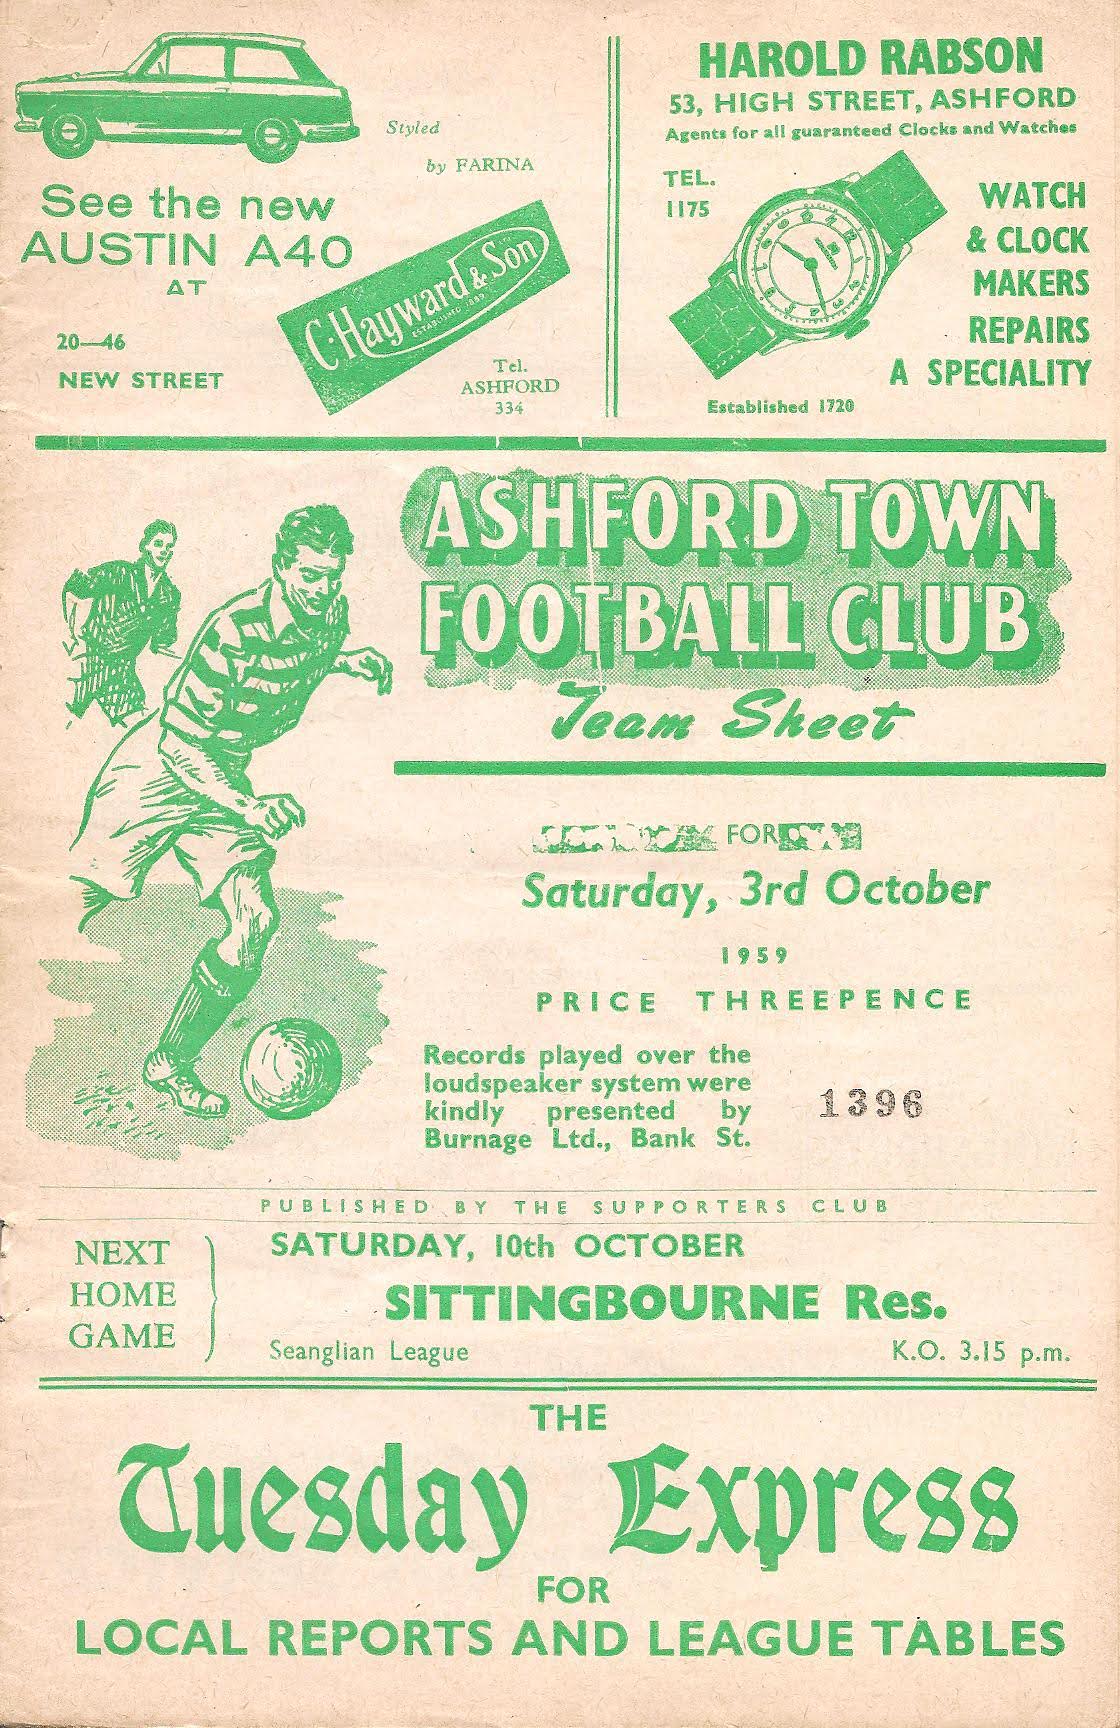 Styled
by FARINA
See the new
AUSTIN A40
AT
20—46
NEW STREET
C. Hayward & Son
ESTABLISHED 1889
Tel.
ASHFORD
334
HAROLD RABSON
53, HIGH STREET, ASHFORD
Agents for all guaranteed Clocks and Watches
TEL.
1175
WATCH
& CLOCK
MAKERS
REPAIRS
A SPECIALITY
Established 1720
ASHFORD TOWN
FOOTBALL CLUB
Team Sheet
FOR
Saturday, 3rd October
1959
PRICE THREEPENCE
Records played over the
loudspeaker system were
kindly presented by
Burnage Ltd., Bank St.
1396
PUBLISHED BY THE SUPPORTERS CLUB
NEXT
HOME
GAME
SATURDAY, 10th OCTOBER
SITTINGBOURNE Res.
Seanglian League
K.O. 3.15 p.m.
THE
Tuesday Express
FOR
LOCAL REPORTS AND LEAGUE TABLES